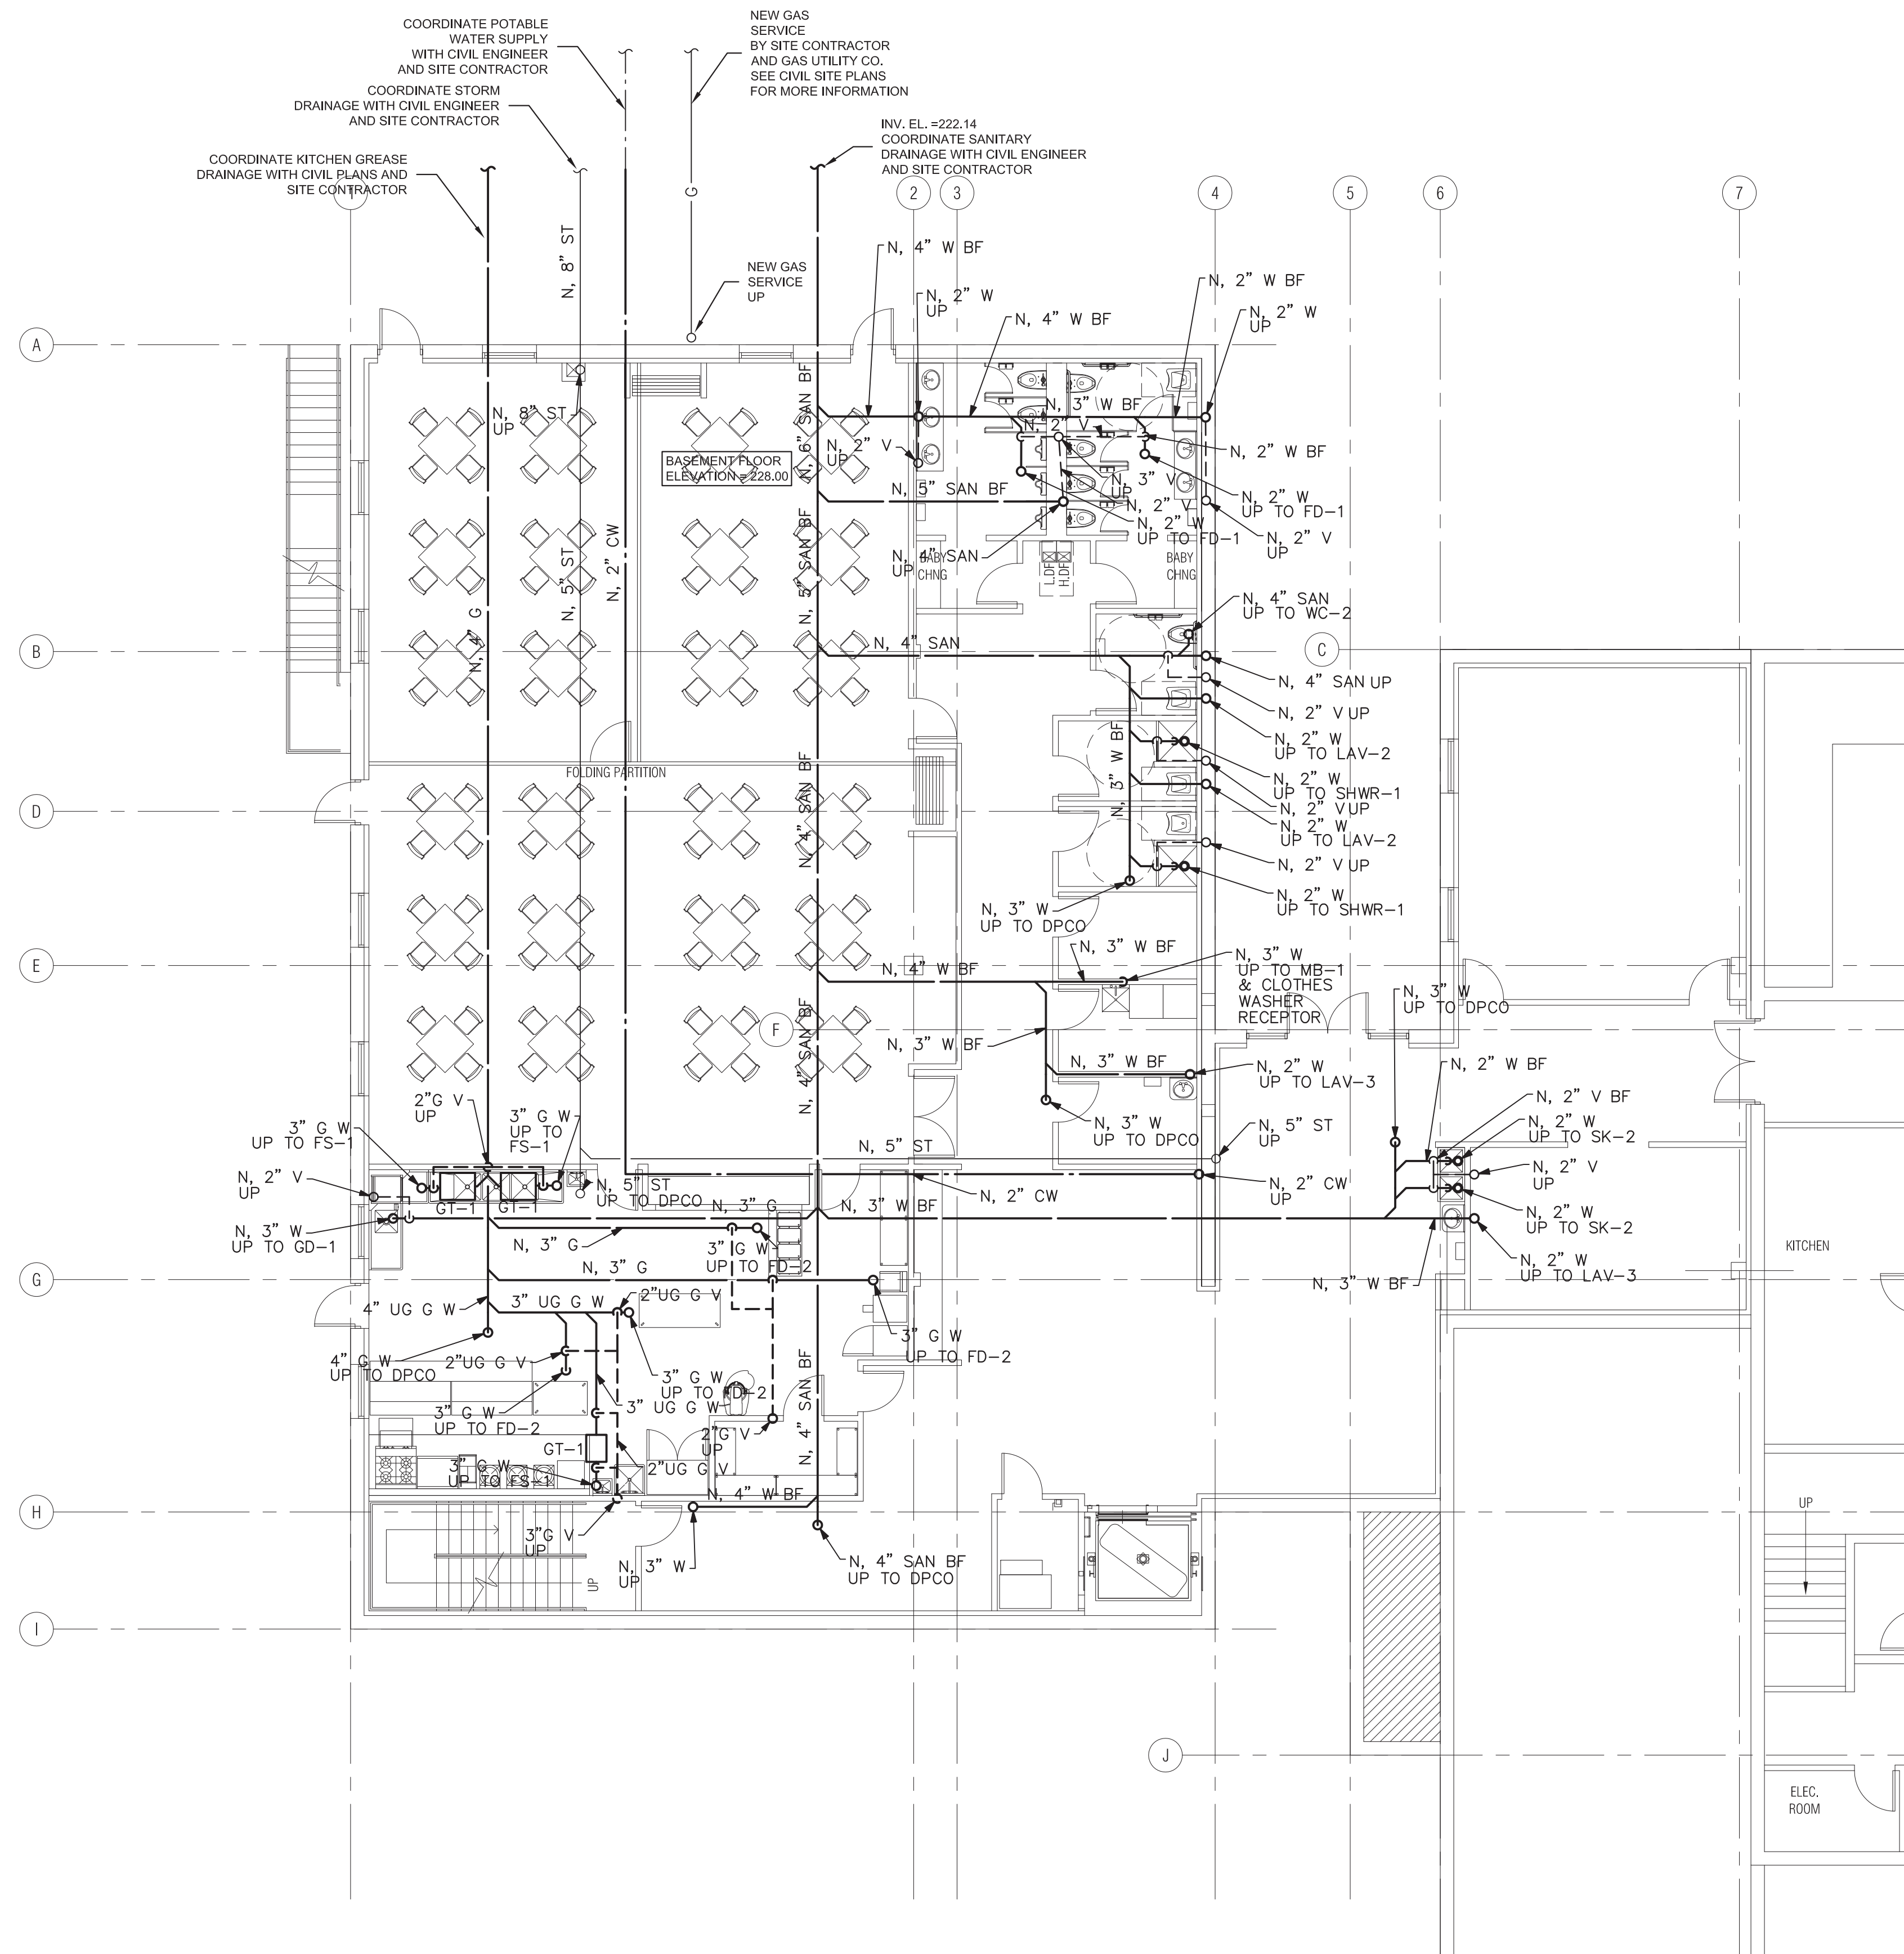 COORDINATE POTABLE
WATER SUPPLY
WITH CIVIL ENGINEER
AND SITE CONTRACTOR
NEW GAS
SERVICE
BY SITE CONTRACTOR
AND GAS UTILITY CO.
SEE CIVIL SITE PLANS
FOR MORE INFORMATION
COORDINATE STORM
DRAINAGE WITH CIVIL ENGINEER
AND SITE CONTRACTOR
INV. EL. =222.14
COORDINATE SANITARY
DRAINAGE WITH CIVIL ENGINEER
AND SITE CONTRACTOR
COORDINATE KITCHEN GREASE
DRAINAGE WITH CIVIL PLANS AND
SITE CONTRACTOR
1
2
3
4
5
6
7
G
N, 8" ST
NEW GAS
SERVICE
UP
N, 4" W BF
N, 2" W
UP
N, 4" W BF
N, 2" W BF
N, 2" W
UP
A
N, 8" ST
UP
N, 6" SAN BF
N, 3" W BF
N, 2" V
N, 2" V
UP
BASEMENT FLOOR
ELEVATION = 228.00
N, 2" W BF
N, 3" V
UP
N, 5" SAN BF
N, 2" V
N, 2" W
UP TO FD-1
N, 2" W
UP TO FD-1
N, 2" V
UP
N, 4" SAN
UP
BABY
CHNG
L.DF
H.DF
BABY
CHNG
N, 5" ST
N, 2" CW
N, 5" SAN BF
N, 4" G
N, 4" SAN
UP TO WC-2
B
N, 4" SAN
C
N, 4" SAN UP
N, 2" V UP
N, 2" W
UP TO LAV-2
N, 3" W BF
FOLDING PARTITION
N, 4" SAN BF
N, 2" W
UP TO SHWR-1
N, 2" V UP
D
N, 2" W
UP TO LAV-2
N, 2" V UP
N, 2" W
UP TO SHWR-1
N, 3" W
UP TO DPCO
N, 3" W BF
E
N, 4" W BF
N, 3" W
UP TO MB-1
& CLOTHES
WASHER
RECEPTOR
N, 3" W
UP TO DPCO
F
N, 4" SAN BF
N, 3" W BF
N, 3" W BF
N, 2" W
UP TO LAV-3
N, 2" W BF
2"G V
UP
3" G W
UP TO
FS-1
3" G W
UP TO FS-1
N, 3" W
UP TO DPCO
N, 5" ST
UP
N, 2" V BF
N, 2" W
UP TO SK-2
N, 5" ST
N, 2" V
UP
N, 2" V
UP
GT-1
GT-1
N, 5" ST
UP TO DPCO
N, 2" CW
N, 2" CW
UP
N, 3" G
N, 3" W BF
N, 2" W
UP TO SK-2
N, 3" W
UP TO GD-1
N, 3" G
3" G W
UP TO FD-2
KITCHEN
N, 3" G
N, 2" W
UP TO LAV-3
N, 3" W BF
G
4" UG G W
3" UG G W
2"UG G V
3" G W
UP TO FD-2
4" G W
UP TO DPCO
2"UG G V
3" G W
UP TO FD-2
3" UG G W
3" G W
UP TO FD-2
N, 4" SAN BF
2"G V
UP
GT-1
3" G W
UP TO FS-1
2"UG G V
N, 4" W BF
H
UP
3"G V
UP
N, 3" W
UP
UP
N, 4" SAN BF
UP TO DPCO
I
J
ELEC.
ROOM